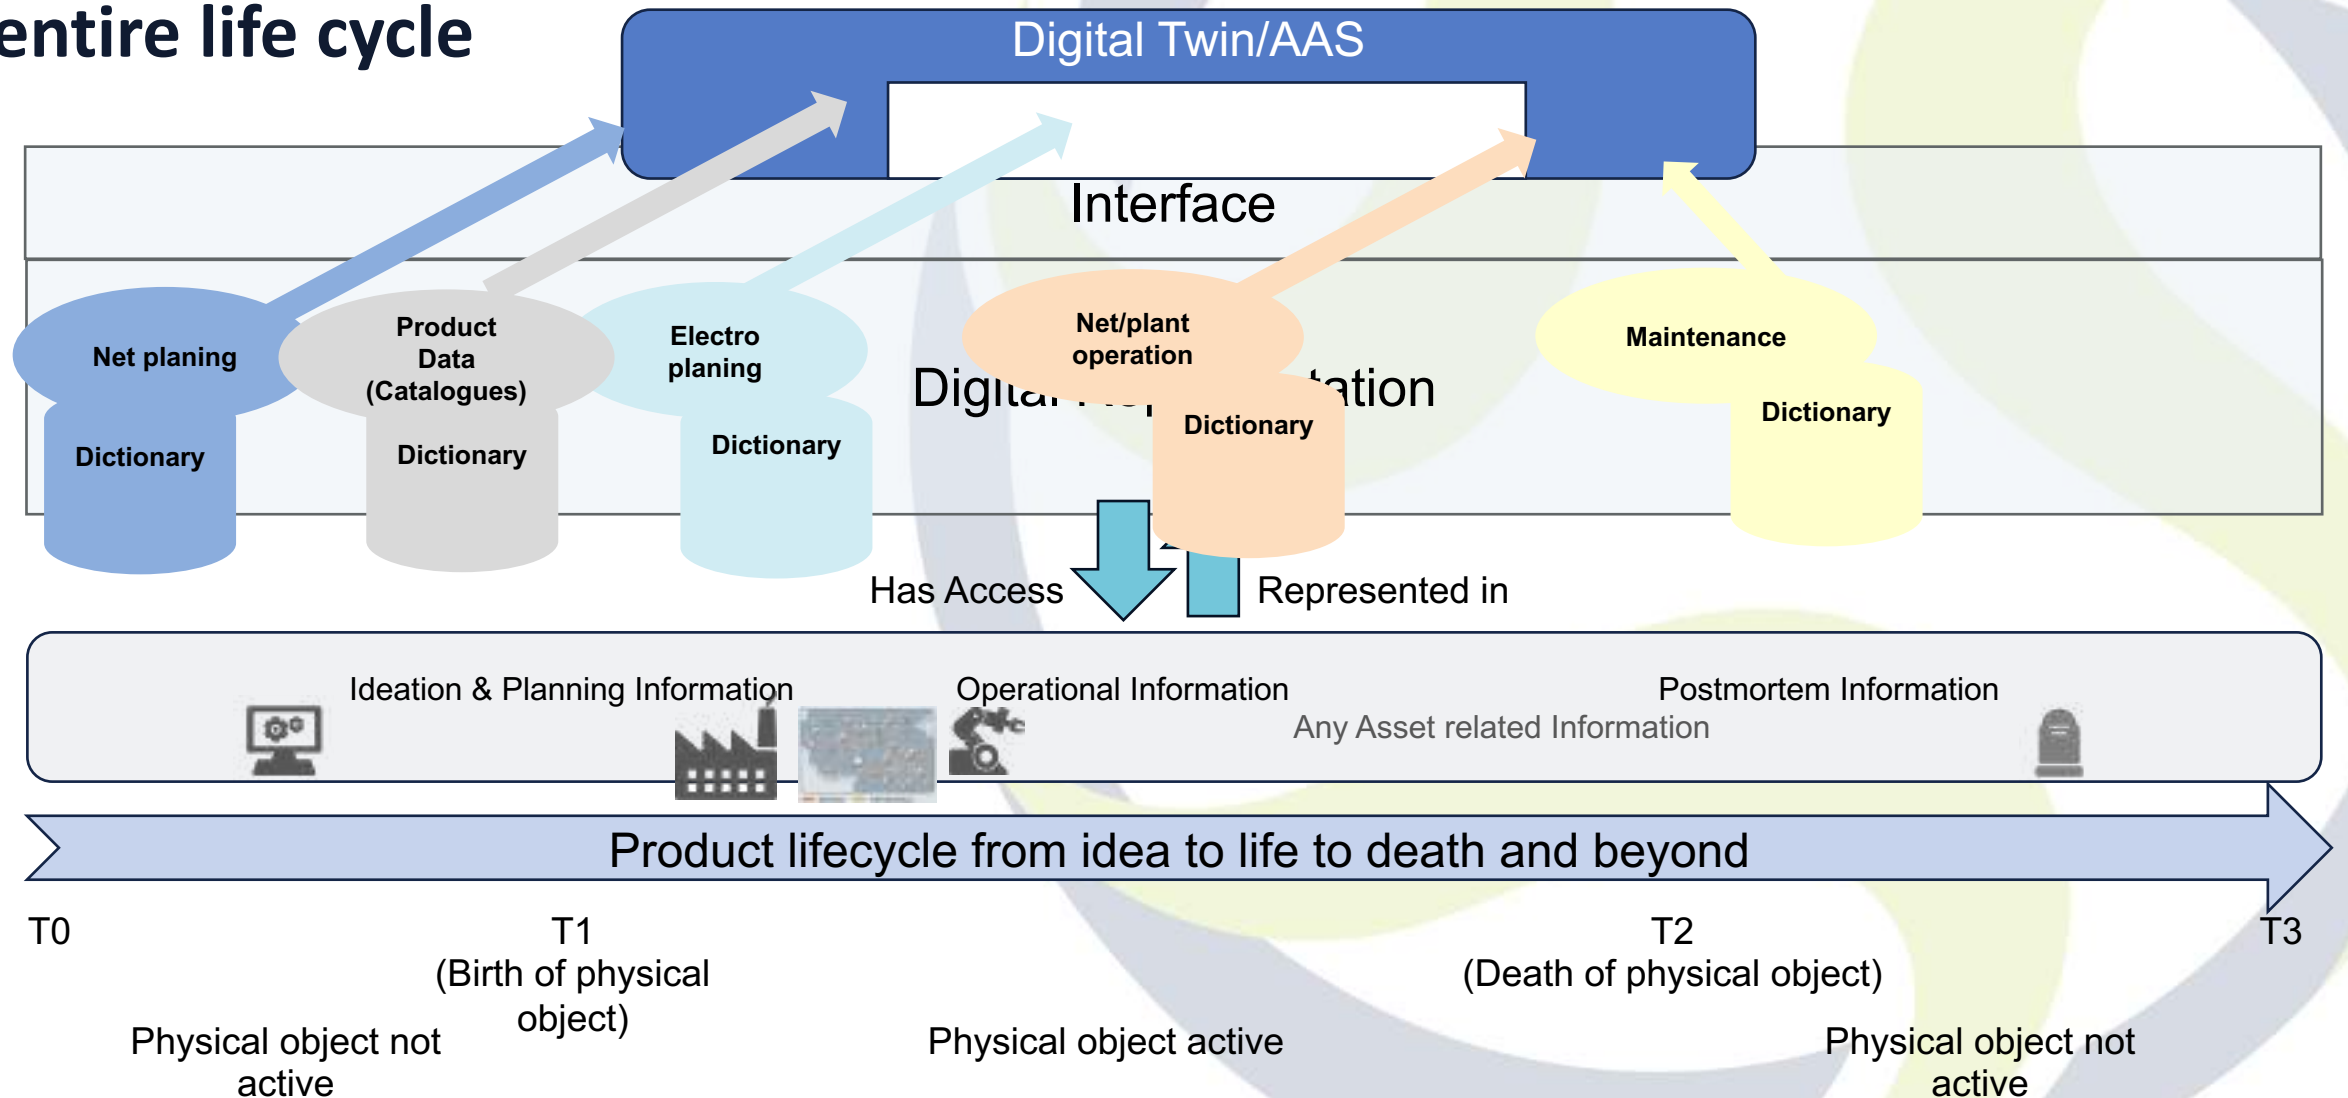 entire life cycle
Digital Twin/AAS
Interface
Net planing
Product
Data
(Catalogues)
Electro
planing
Net/plant
operation
Maintenance
Dictionary
Dictionary
Dictionary
Dictionary
Dictionary
Has Access
Represented in
Ideation & Planning Information
Operational Information
Postmortem Information
Any Asset related Information
Product lifecycle from idea to life to death and beyond
T0
T1
(Birth of physical
object)
T2
(Death of physical object)
T3
Physical object not
active
Physical object active
Physical object not
active